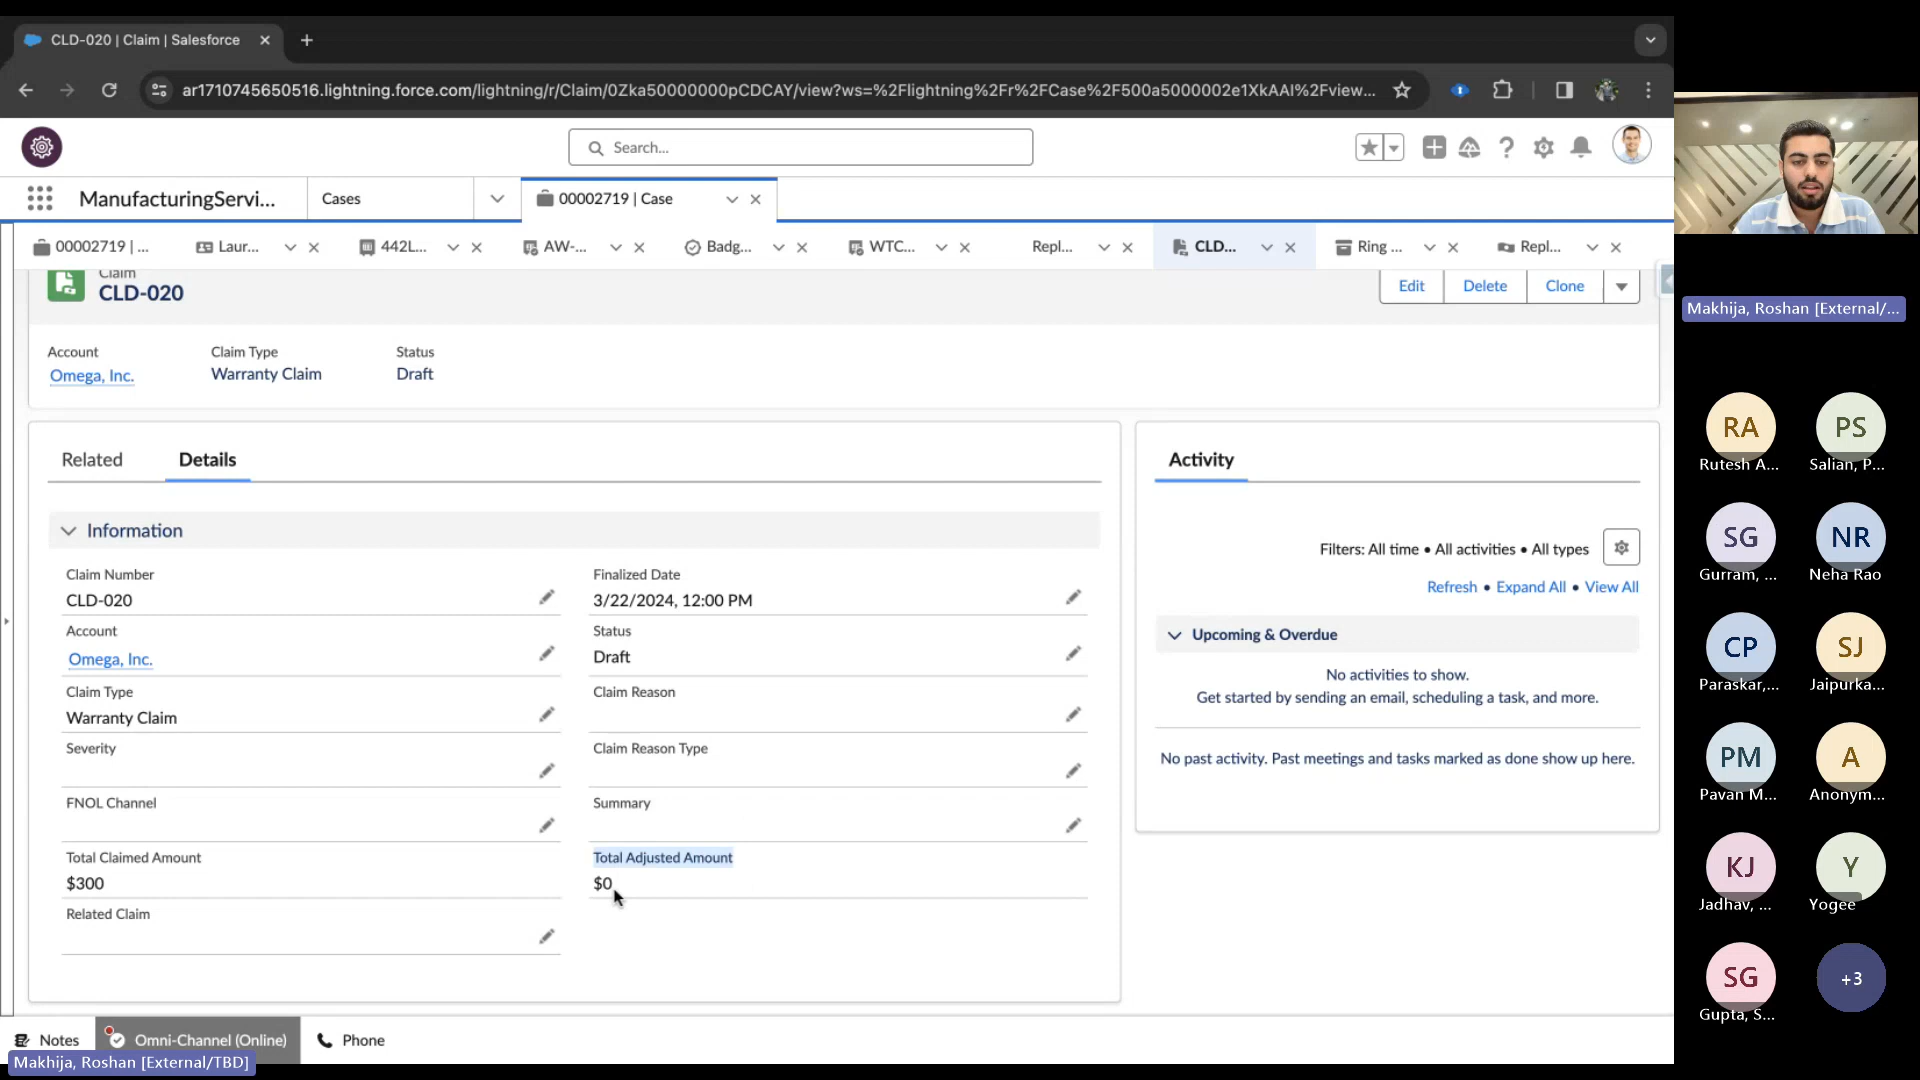 CLD-020 | Claim | Salesforce
ar1710745650516.lightning.force.com/lightning/r/Claim/0Zka50000000pCDCAY/view?ws=%2Flightning%2Fr%2FCase%2F500a5000002e1XkAAI%2Fview...
Search...
ManufacturingServi...
Cases
00002719 | Case
00002719 | ...
Laur...
442L...
AW-...
Badg...
WTC...
Repl...
CLD...
Ring ...
Repl...
Claim
CLD-020
Edit
Delete
Clone
Account
Omega, Inc.
Claim Type
Warranty Claim
Status
Draft
Related
Details
Information
Claim Number
CLD-020
Finalized Date
3/22/2024, 12:00 PM
Account
Omega, Inc.
Status
Draft
Claim Type
Warranty Claim
Claim Reason
Severity
Claim Reason Type
FNOL Channel
Summary
Total Claimed Amount
$300
Total Adjusted Amount
$0
Related Claim
Activity
Filters: All time • All activities • All types
Refresh • Expand All • View All
Upcoming & Overdue
No activities to show.
Get started by sending an email, scheduling a task, and more.
No past activity. Past meetings and tasks marked as done show up here.
Notes
Omni-Channel (Online)
Phone
Makhija, Roshan [External/TBD]
Makhija, Roshan [External/...
RA
Rutesh A...
PS
Salian, P...
SG
Gurram, ...
NR
Neha Rao
CP
Paraskar,...
SJ
Jaipurka...
PM
Pavan M...
A
Anonym...
KJ
Jadhav, ...
Y
Yogee
SG
Gupta, S...
+3